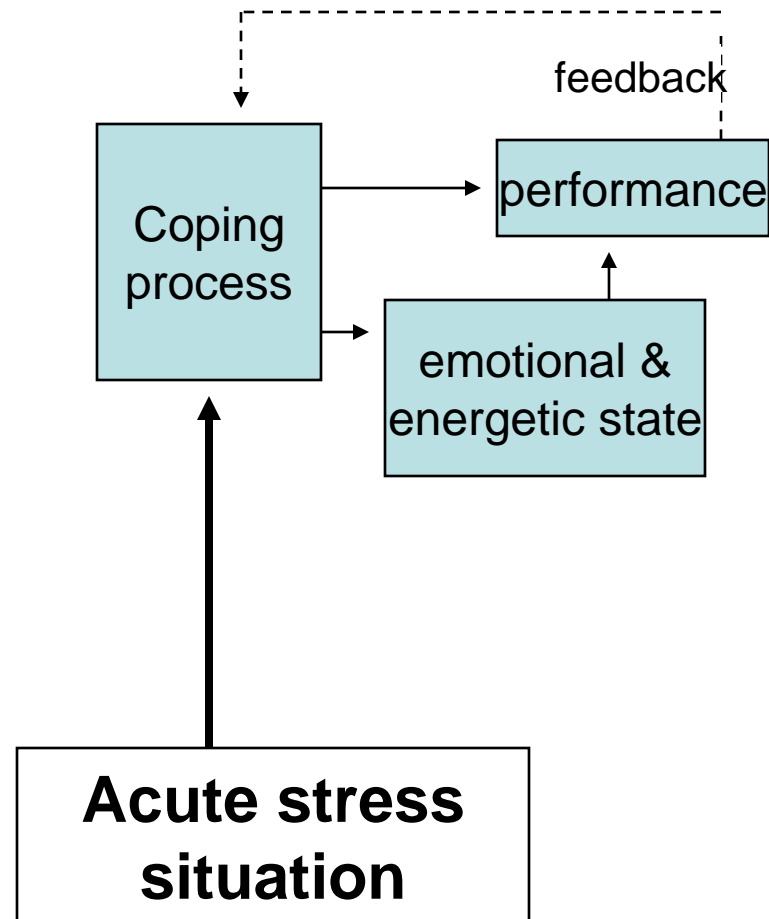 feedback
performance
Coping
process
emotional &
energetic state
Acute stress
situation